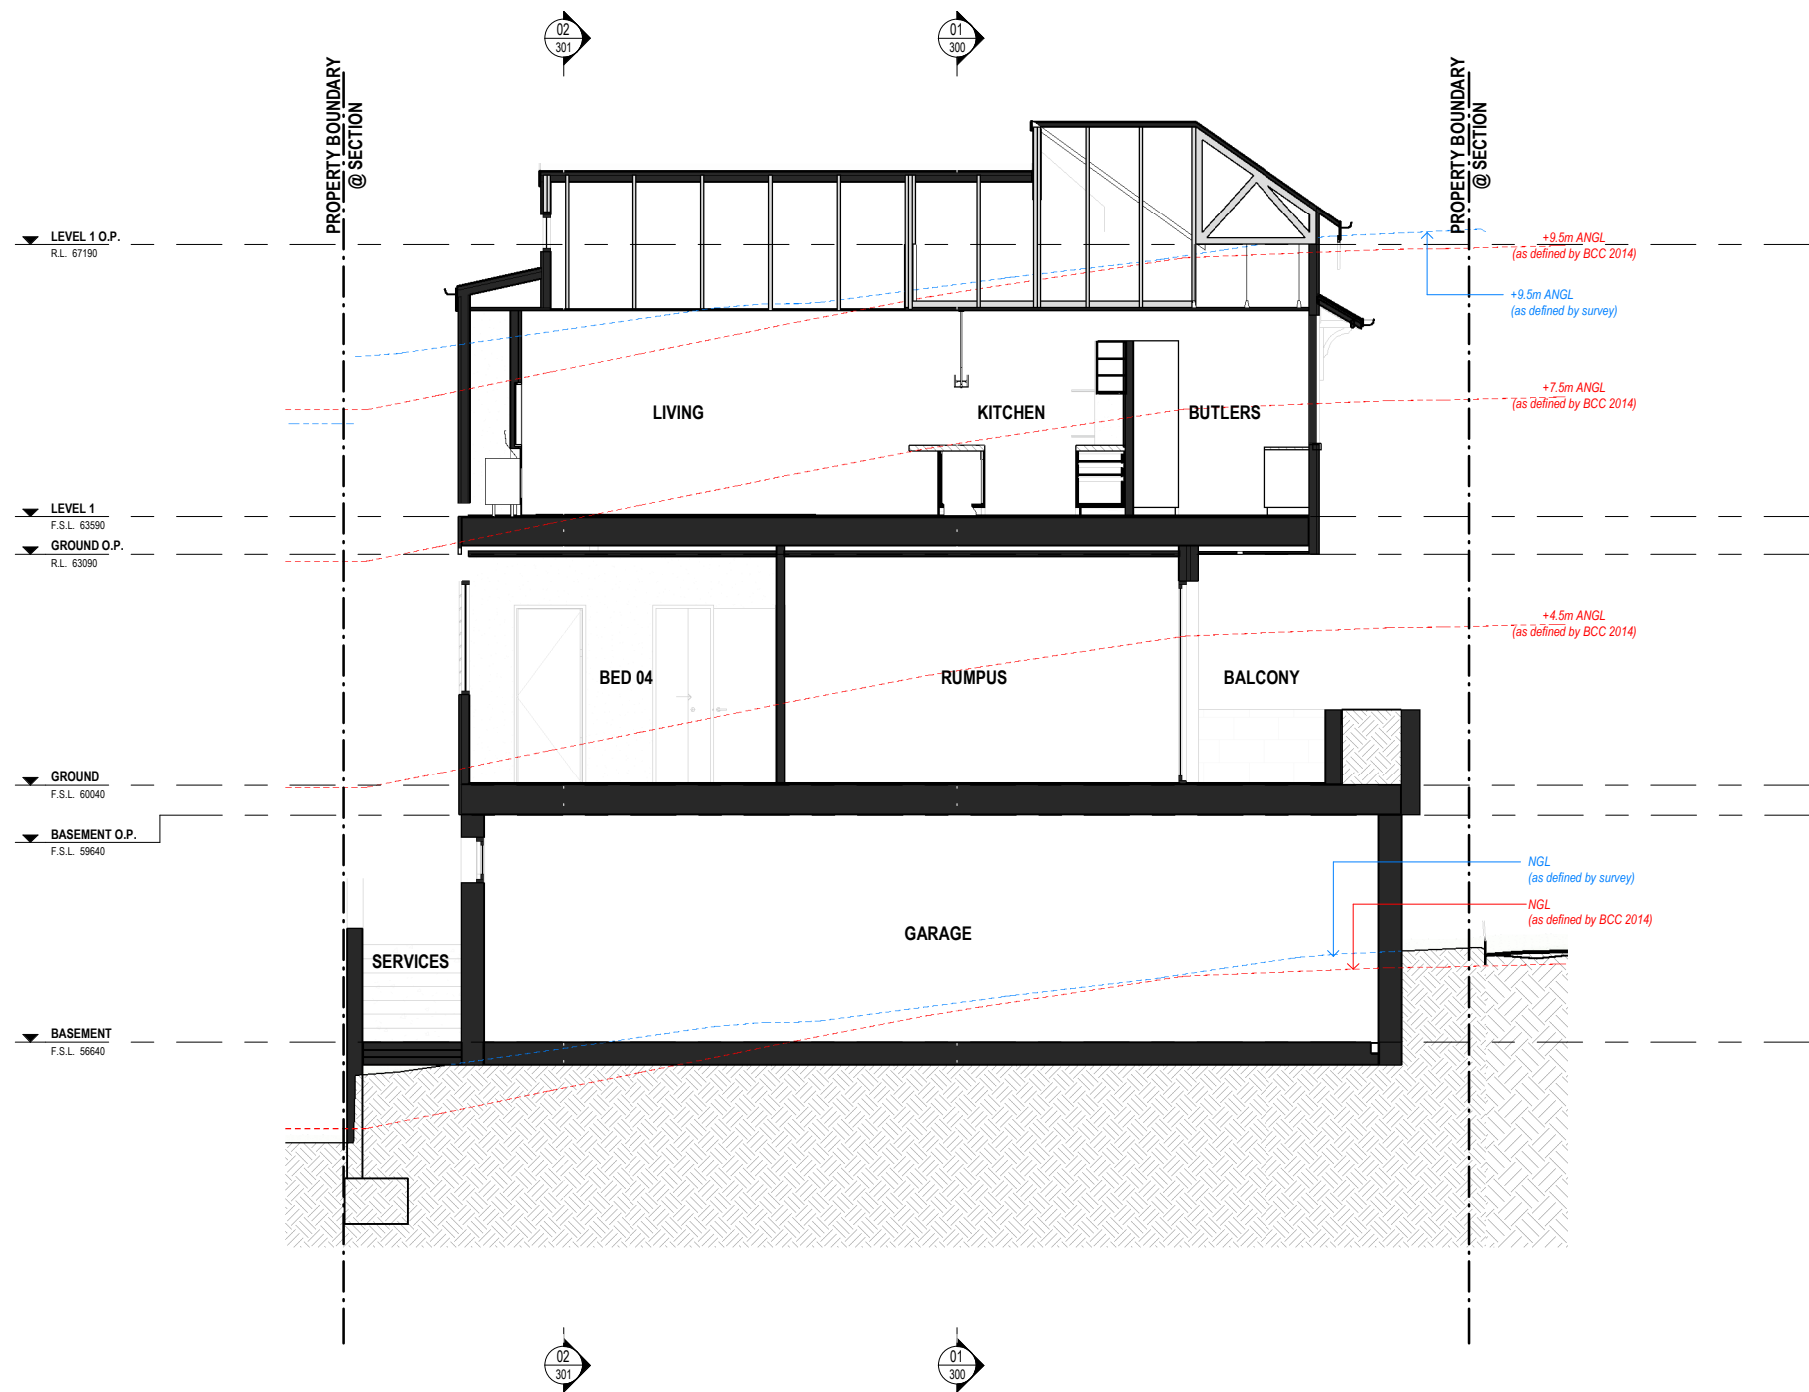 02
301
01
300
PROPERTY BOUNDARY
@ SECTION
PROPERTY BOUNDARY
@ SECTION
LEVEL 1 O.P.
R.L. 67190
+9.5m ANGL
(as defined by BCC 2014)
+9.5m ANGL
(as defined by survey)
+7.5m ANGL
(as defined by BCC 2014)
LIVING
KITCHEN
BUTLERS
LEVEL 1
F.S.L. 63590
GROUND O.P.
R.L. 63090
+4.5m ANGL
(as defined by BCC 2014)
BED 04
RUMPUS
BALCONY
GROUND
F.S.L. 60040
BASEMENT O.P.
F.S.L. 59640
NGL
(as defined by survey)
NGL
(as defined by BCC 2014)
GARAGE
SERVICES
BASEMENT
F.S.L. 56640
02
301
01
300